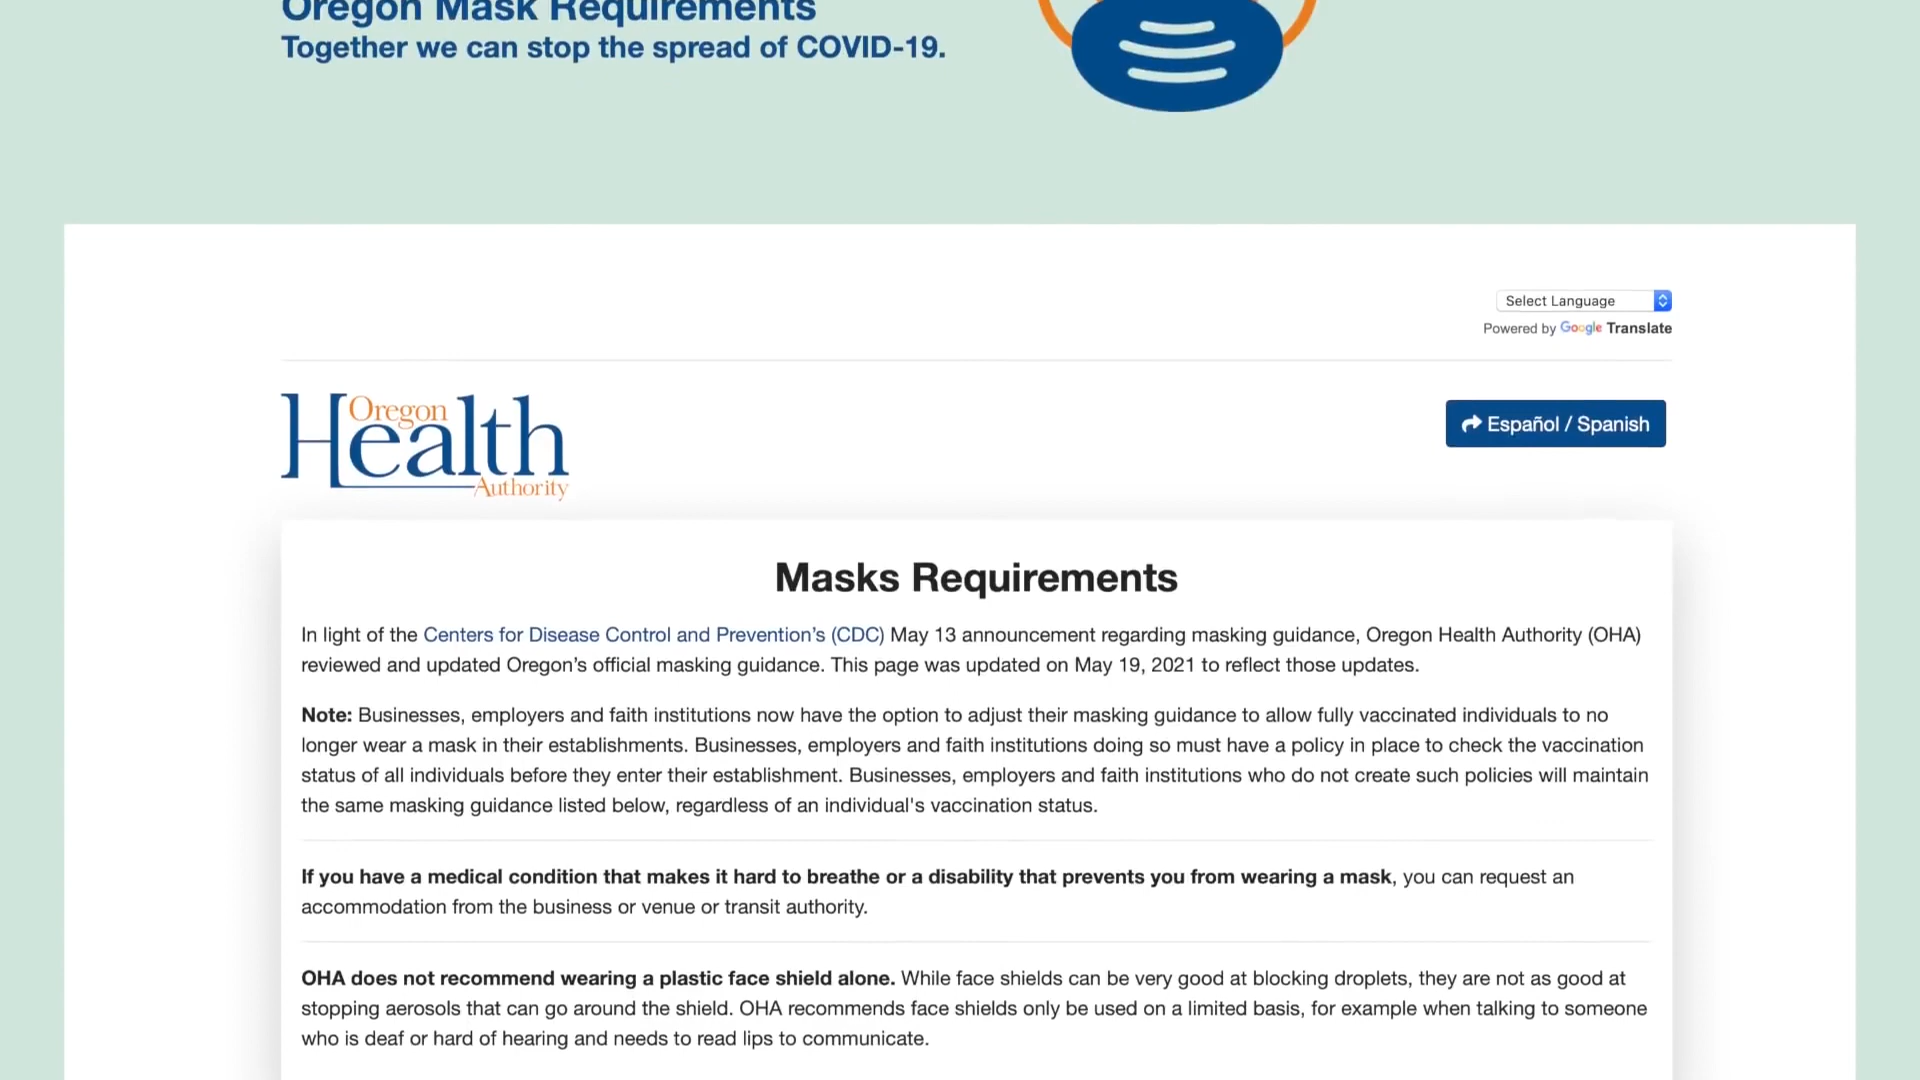 Oregon Mask Requirements
Together we can stop the spread of COVID-19.
Select Language
Powered by Google Translate
Oregon
Health
Authority
Español / Spanish
Masks Requirements
In light of the Centers for Disease Control and Prevention’s (CDC) May 13 announcement regarding masking guidance, Oregon Health Authority (OHA)
reviewed and updated Oregon’s official masking guidance. This page was updated on May 19, 2021 to reflect those updates.
Note: Businesses, employers and faith institutions now have the option to adjust their masking guidance to allow fully vaccinated individuals to no
longer wear a mask in their establishments. Businesses, employers and faith institutions doing so must have a policy in place to check the vaccination
status of all individuals before they enter their establishment. Businesses, employers and faith institutions who do not create such policies will maintain
the same masking guidance listed below, regardless of an individual's vaccination status.
If you have a medical condition that makes it hard to breathe or a disability that prevents you from wearing a mask, you can request an
accommodation from the business or venue or transit authority.
OHA does not recommend wearing a plastic face shield alone. While face shields can be very good at blocking droplets, they are not as good at
stopping aerosols that can go around the shield. OHA recommends face shields only be used on a limited basis, for example when talking to someone
who is deaf or hard of hearing and needs to read lips to communicate.